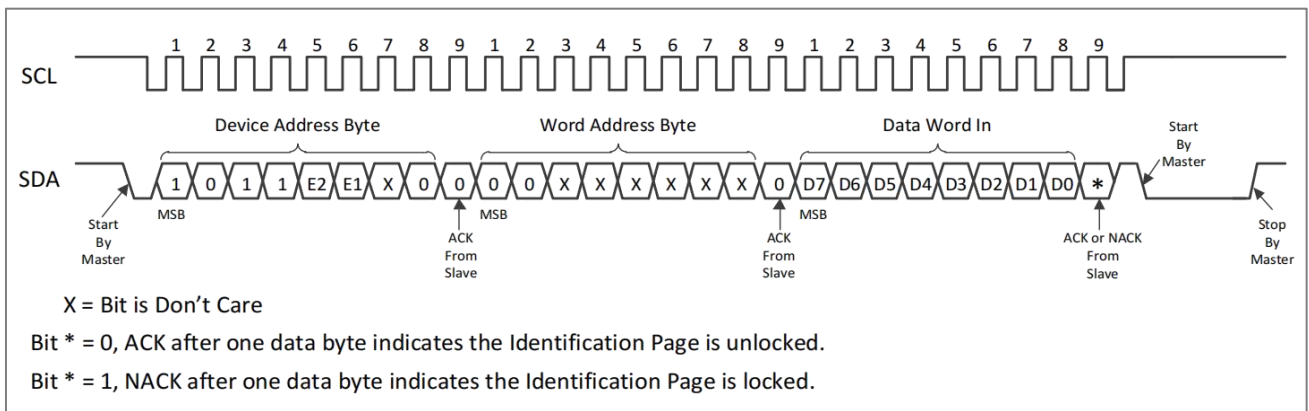 1 2 3 4 5 6 7 8 9 1 2 3 4 5 6 7 8 9 1 2 3 4 5 6 7 8 9
SCL
Device Address Byte
Word Address Byte
Data Word In
Start
By
Master
SDA
1 0 1 1 E2 E1 X 0 0 0 0 X X X X X X 0 D7 D6 D5 D4 D3 D2 D1 D0 *
MSB
MSB
MSB
Start
By
Master
ACK
From
Slave
ACK
From
Slave
ACK or NACK
From
Slave
Stop
By
Master
X = Bit is Don’t Care
Bit * = 0, ACK after one data byte indicates the Identification Page is unlocked.
Bit * = 1, NACK after one data byte indicates the Identification Page is locked.